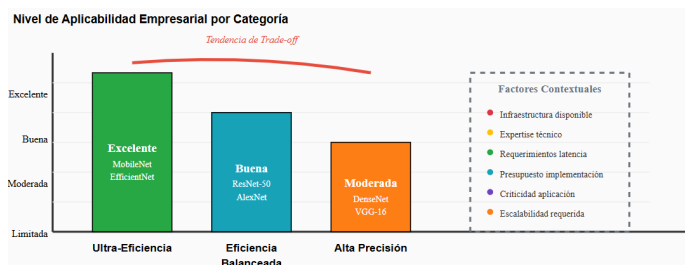 Nivel de Aplicabilidad Empresarial por Categoría
Tendencia de Trade-off
Excelente
Buena
Moderada
Limitada
Excelente
MobileNet
EfficientNet
Buena
ResNet-50
AlexNet
Moderada
DenseNet
VGG-16
Ultra-Eficiencia
Eficiencia
Balanceada
Alta Precisión
Factores Contextuales
Infraestructura disponible
Expertise técnico
Requerimientos latencia
Presupuesto implementación
Criticidad aplicación
Escalabilidad requerida